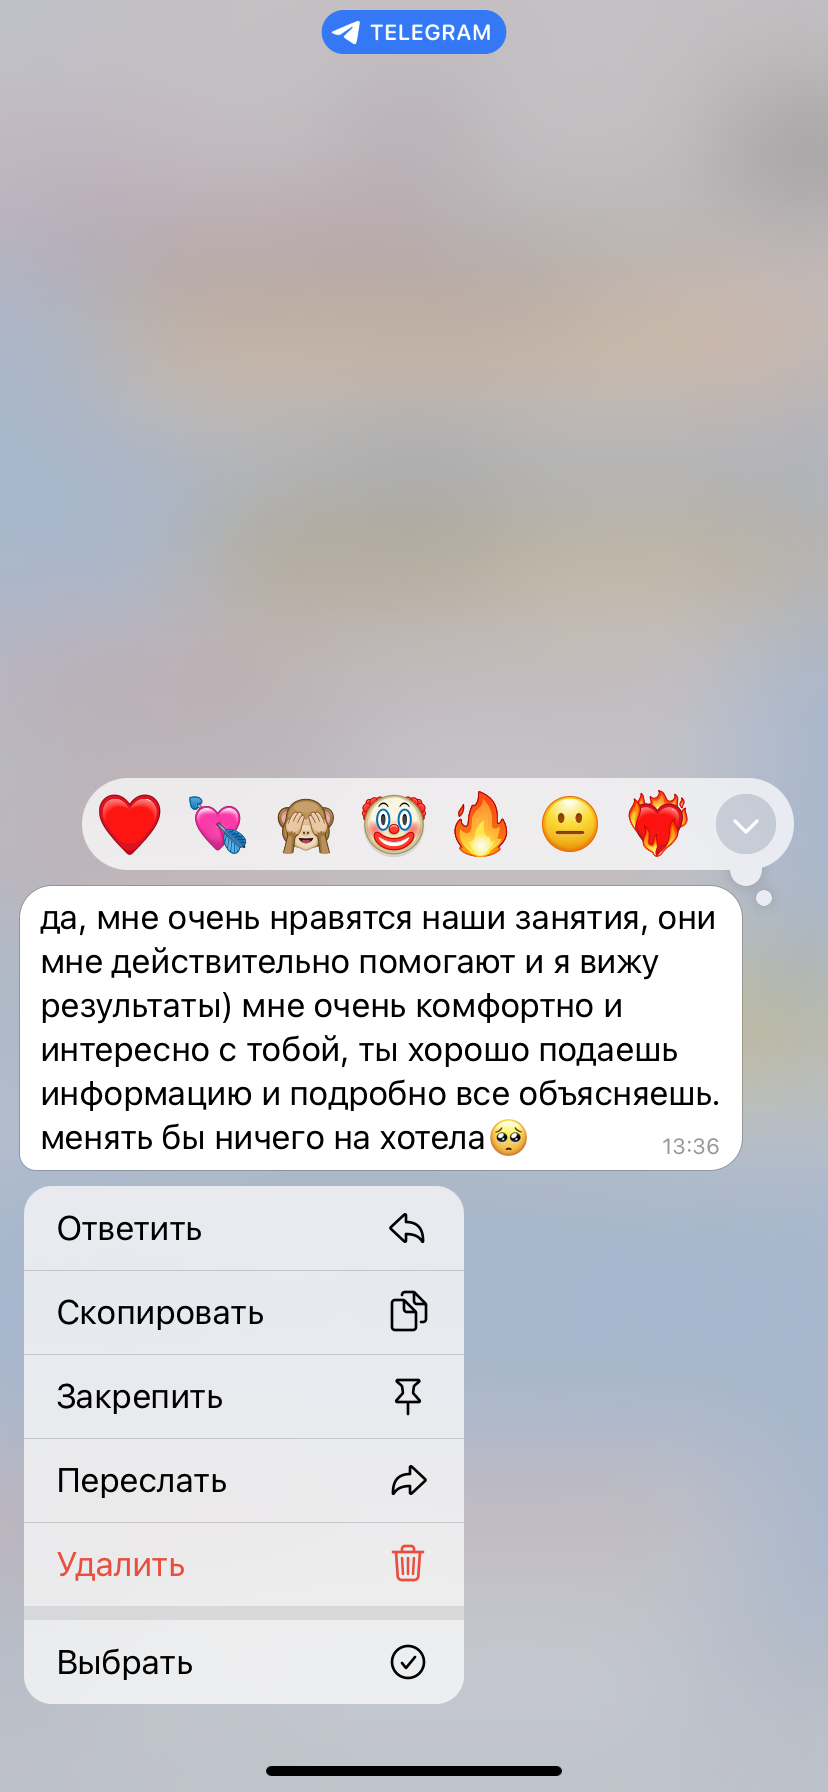 TELEGRAM
да, мне очень нравятся наши занятия, они
мне действительно помогают и я вижу
результаты) мне очень комфортно и
интересно с тобой, ты хорошо подаешь
информацию и подробно все объясняешь.
менять бы ничего на хотела🥺
13:36
Ответить
Скопировать
Закрепить
Переслать
Удалить
Выбрать